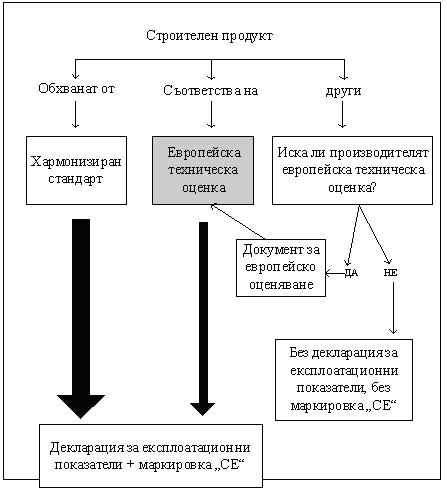 Строителен продукт
Обхванат от
Съответства на
други
Хармонизиран
стандарт
Европейска
техническа
оценка
Иска ли производителят
европейска техническа
оценка?
Документ за
европейско
оценяване
ДА
НЕ
Без декларация за
експлоатационни
показатели, без
маркировка „СЕ“
Декларация за експлоатационни
показатели + маркировка „СЕ“